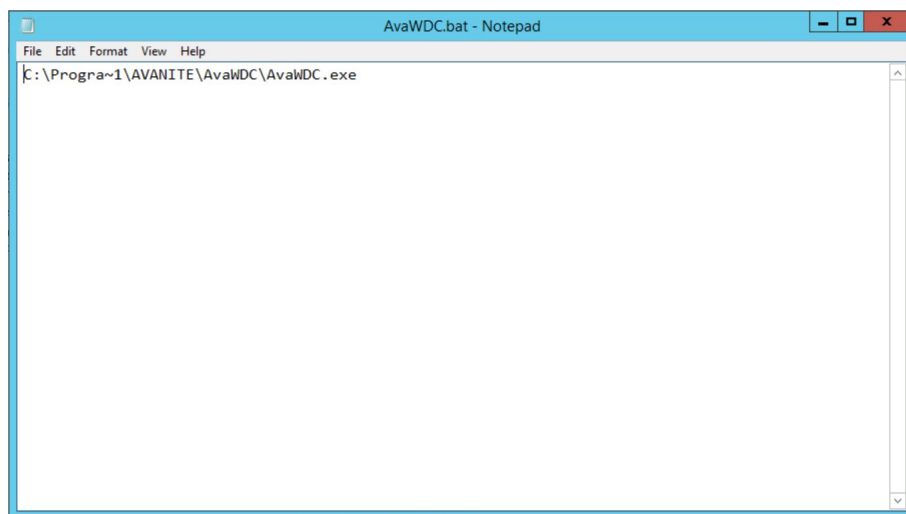 AvaWDC.bat - Notepad
File Edit Format View Help
C:\Progra~1\AVANITE\AvaWDC\AvaWDC.exe